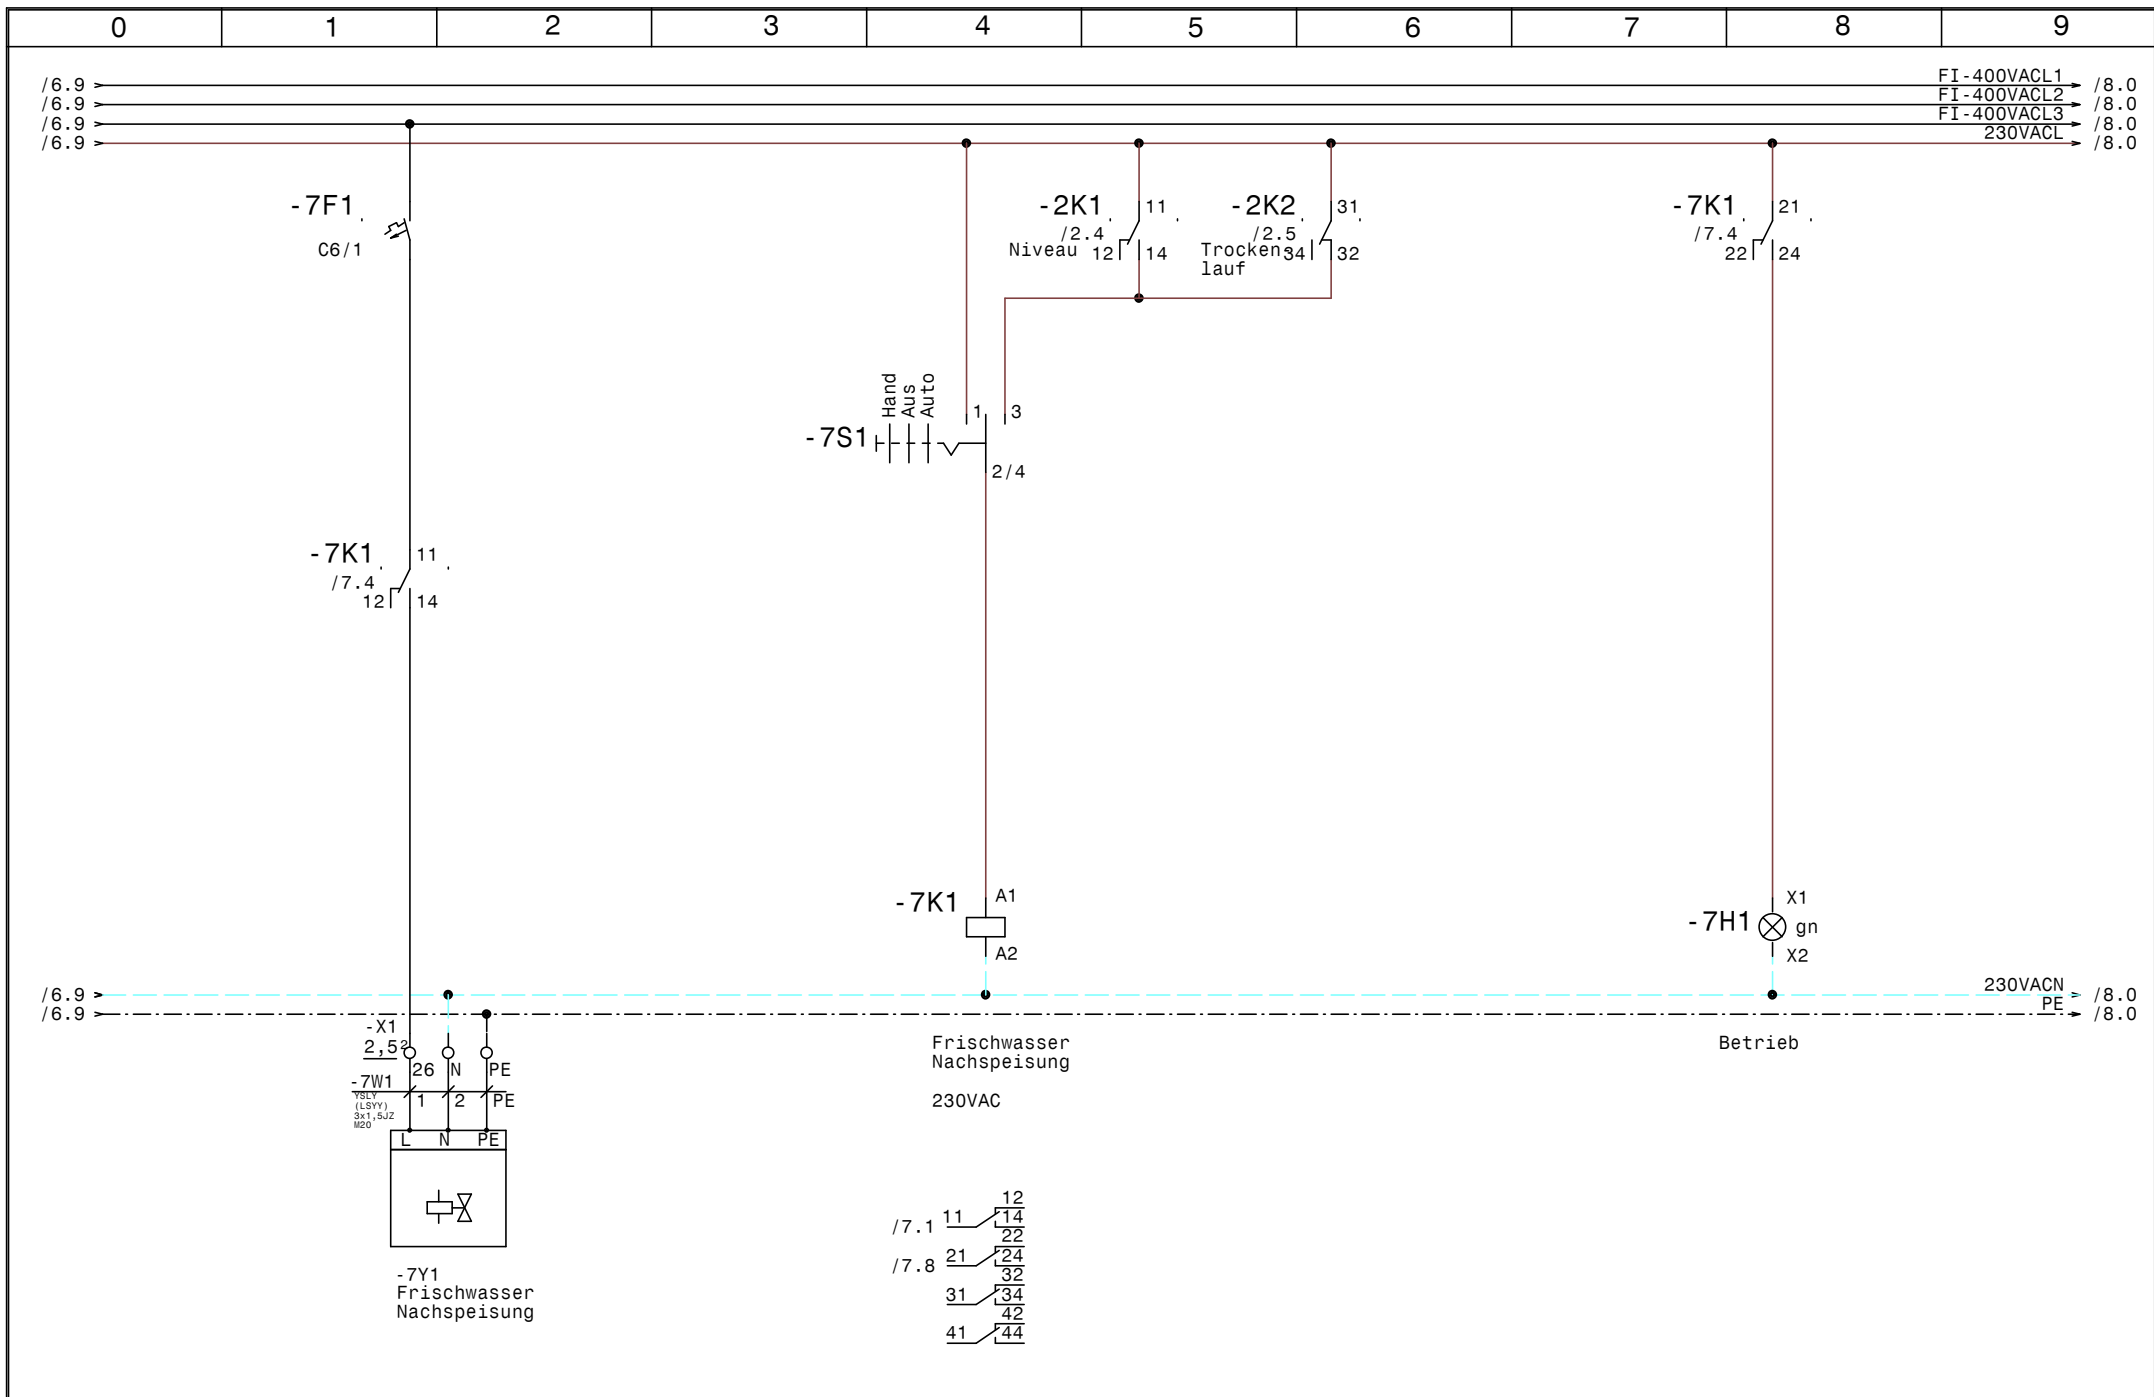 0 1 2 3 4 5 6 7 8 9
/6.9 FI-400VACL1 /8.0
/6.9 FI-400VACL2 /8.0
/6.9 FI-400VACL3 /8.0
/6.9 230VACL /8.0
-7F1
C6/1
-2K1 11
/2.4
Niveau 12 14
-2K2 31
/2.5
Trocken- 34 32
lauf
-7K1 21
/7.4
22 24
Hand
Aus
Auto
-7S1
1 3
2/4
-7K1 11
/7.4
12 14
-7K1 A1
A2
-7H1 X1
gn
X2
/6.9 230VACN /8.0
/6.9 PE /8.0
-X1
2,5²
26 N PE
-7W1
YSLY
(LSYY)
3x1,5JZ
M20
1 2 PE
L N PE
-7Y1
Frischwasser
Nachspeisung
Frischwasser
Nachspeisung
230VAC
Betrieb
12
/7.1 11 14
22
/7.8 21 24
32
31 34
42
41 44